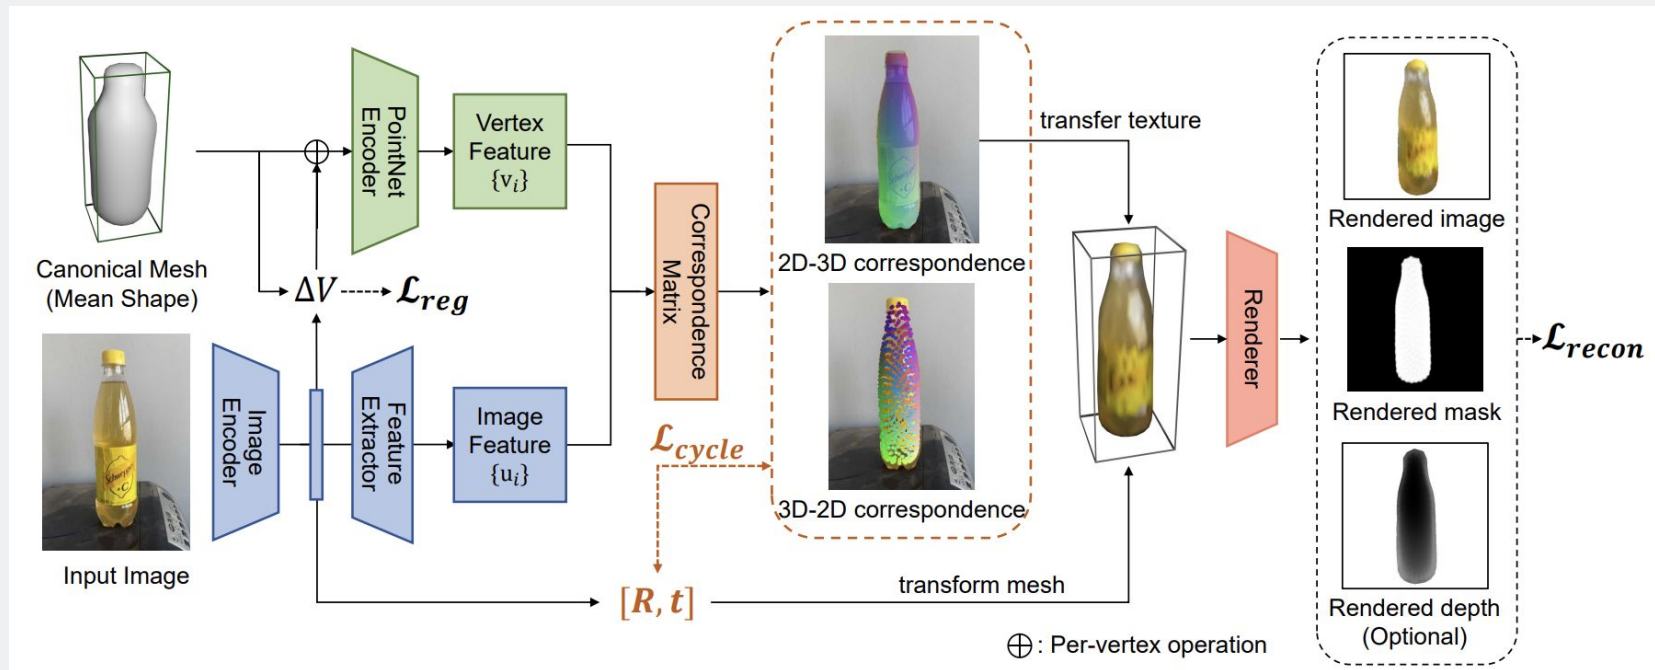 Canonical Mesh
(Mean Shape)
Input Image
PointNet
Encoder
Vertex
Feature
{vᵢ}
ΔV
ℒreg
Image
Encoder
Feature
Extractor
Image
Feature
{uᵢ}
Correspondence
Matrix
ℒcycle
[R, t]
2D-3D correspondence
3D-2D correspondence
transfer texture
transform mesh
Renderer
Rendered image
Rendered mask
Rendered depth
(Optional)
ℒrecon
⊕: Per-vertex operation
Schweppes
+C